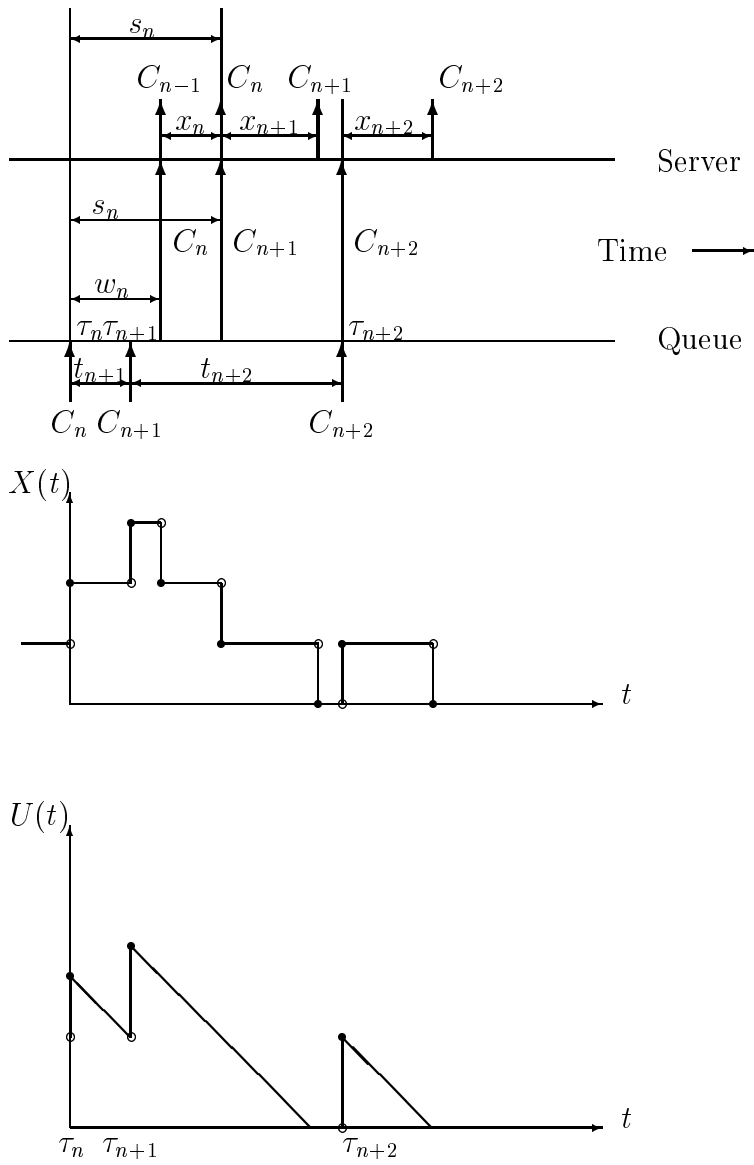 s_n
C_{n-1} C_n C_{n+1} C_{n+2}
x_n x_{n+1} x_{n+2}
Server
s_n
C_n C_{n+1} C_{n+2}
Time
w_n
τ_n τ_{n+1} τ_{n+2}
Queue
t_{n+1} t_{n+2}
C_n C_{n+1} C_{n+2}
X(t)
t
U(t)
t
τ_n τ_{n+1} τ_{n+2}